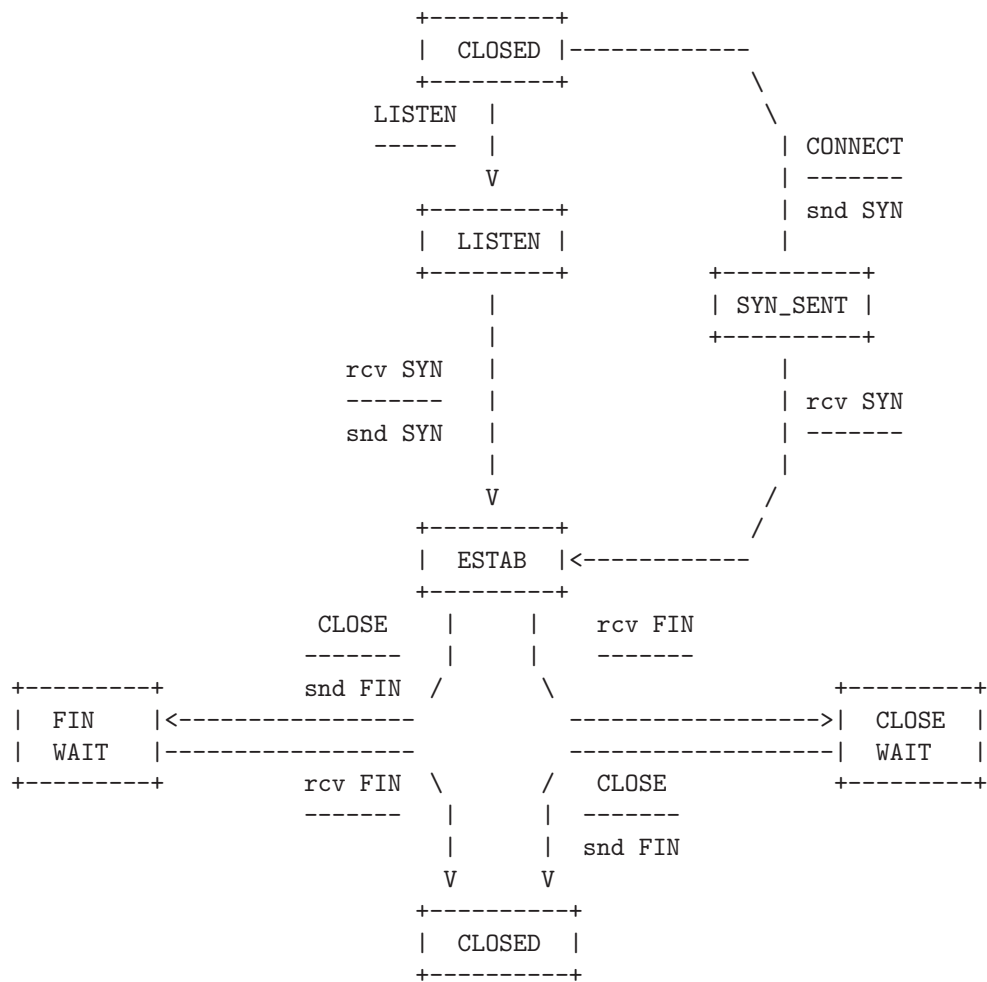 CLOSED
LISTEN
CONNECT
snd SYN
LISTEN
SYN_SENT
rcv SYN
rcv SYN
snd SYN
ESTAB
CLOSE rcv FIN
snd FIN
FIN CLOSE
WAIT WAIT
rcv FIN CLOSE
snd FIN
CLOSED